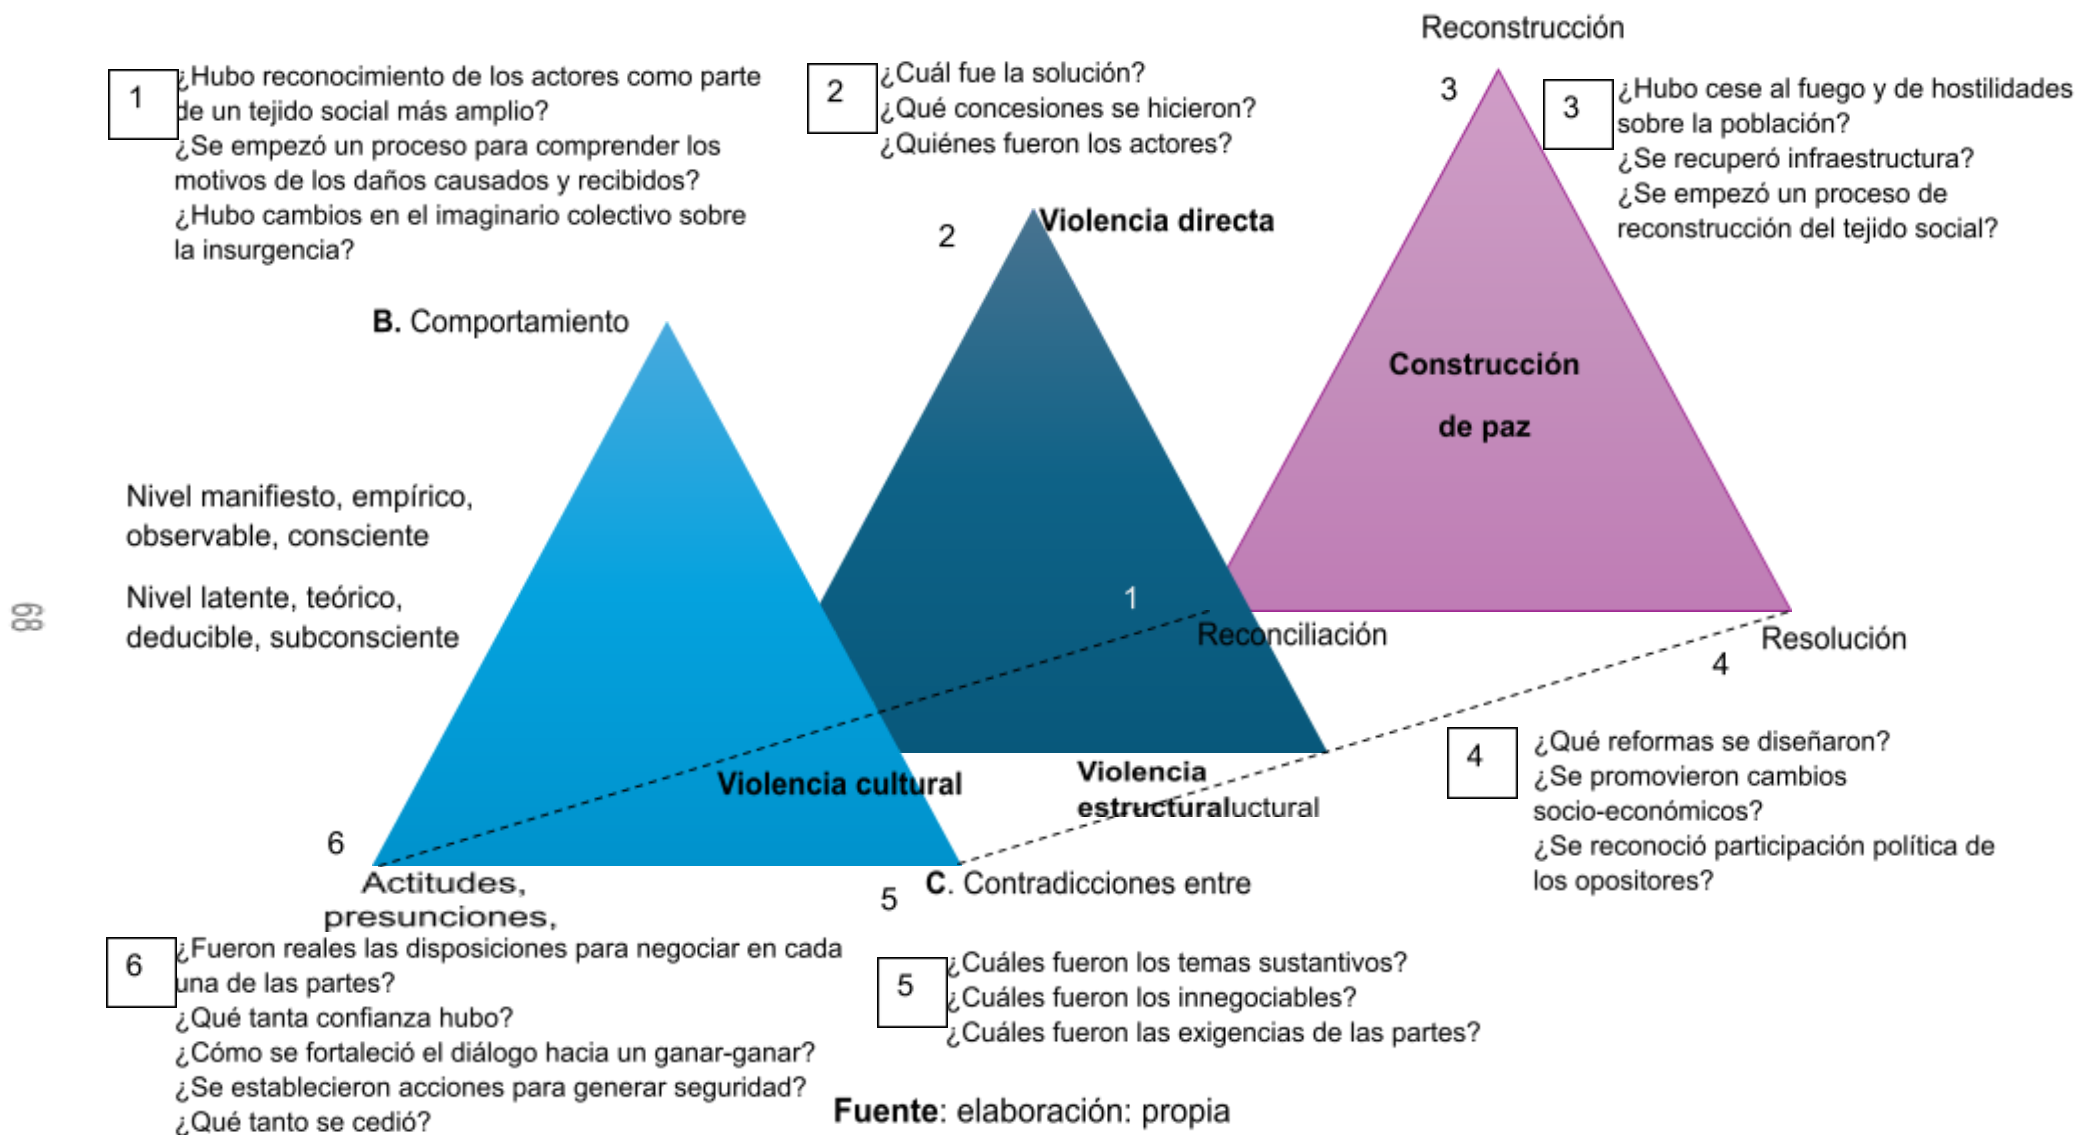 Reconstrucción
1
¿Hubo reconocimiento de los actores como parte
de un tejido social más amplio?
¿Se empezó un proceso para comprender los
motivos de los daños causados y recibidos?
¿Hubo cambios en el imaginario colectivo sobre
la insurgencia?
2
¿Cuál fue la solución?
¿Qué concesiones se hicieron?
¿Quiénes fueron los actores?
3
3
¿Hubo cese al fuego y de hostilidades
sobre la población?
¿Se recuperó infraestructura?
¿Se empezó un proceso de
reconstrucción del tejido social?
2
Violencia directa
B. Comportamiento
Construcción
de paz
Nivel manifiesto, empírico,
observable, consciente
Nivel latente, teórico,
deducible, subconsciente
68
1
Reconciliación
Resolución
4
Violencia cultural
Violencia
estructuraluctural
4
¿Qué reformas se diseñaron?
¿Se promovieron cambios
socio-económicos?
¿Se reconoció participación política de
los opositores?
6
Actitudes,
presunciones,
5
C. Contradicciones entre
6
¿Fueron reales las disposiciones para negociar en cada
una de las partes?
¿Qué tanta confianza hubo?
¿Cómo se fortaleció el diálogo hacia un ganar-ganar?
¿Se establecieron acciones para generar seguridad?
¿Qué tanto se cedió?
5
¿Cuáles fueron los temas sustantivos?
¿Cuáles fueron los innegociables?
¿Cuáles fueron las exigencias de las partes?
Fuente: elaboración: propia